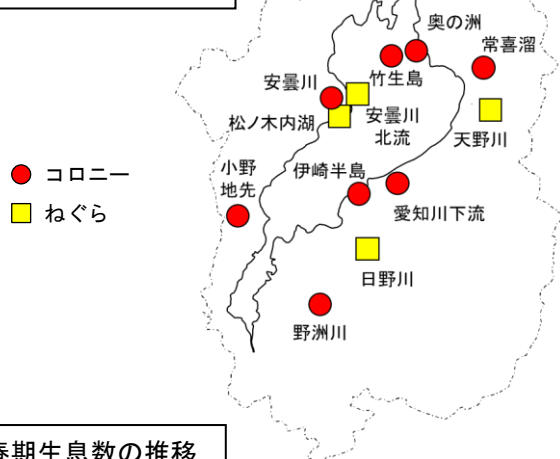 奥の洲
常喜溜
竹生島
安曇川
松ノ木内湖
安曇川
北流
天野川
コロニー
ねぐら
小野
地先
伊崎半島
愛知川下流
日野川
野洲川
春期生息数の推移